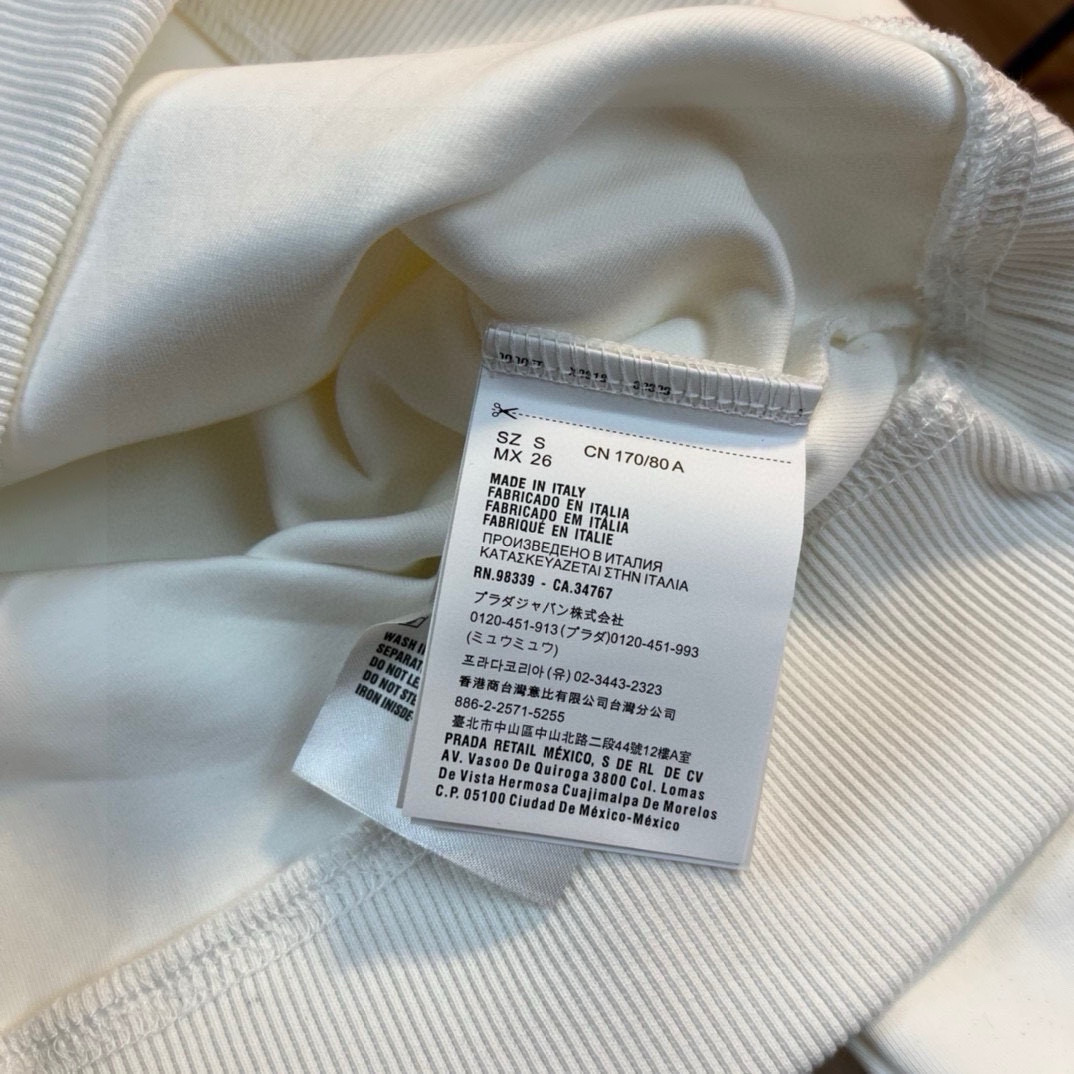 SZ S CN 170/80 A
MX 26
MADE IN ITALY
FABRICADO EN ITALIA
FABRICADO EM ITÁLIA
FABRIQUÉ EN ITALIE
ПРОИЗВЕДЕНО В ИТАЛИЯ
ΚΑΤΑΣΚΕΥΑΖΕΤΑΙ ΣΤΗΝ ΙΤΑΛΙΑ
RN.98339 - CA.34767
プラダジャパン株式会社
0120-451-913(プラダ)0120-451-993
(ミュウミュウ)
프라다코리아(유)02-3443-2323
香港商台灣意比有限公司台灣分公司
886-2-2571-5255
臺北市中山區中山北路二段44號12樓A室
PRADA RETAIL MÉXICO, S DE RL DE CV
AV. Vasoo De Quiroga 3800 Col. Lomas
De Vista Hermosa Cuajimalpa De Morelos
C.P. 05100 Ciudad De México-México
WASH
SEPARAT
DO NOT
DO NOT
IRON INISDE